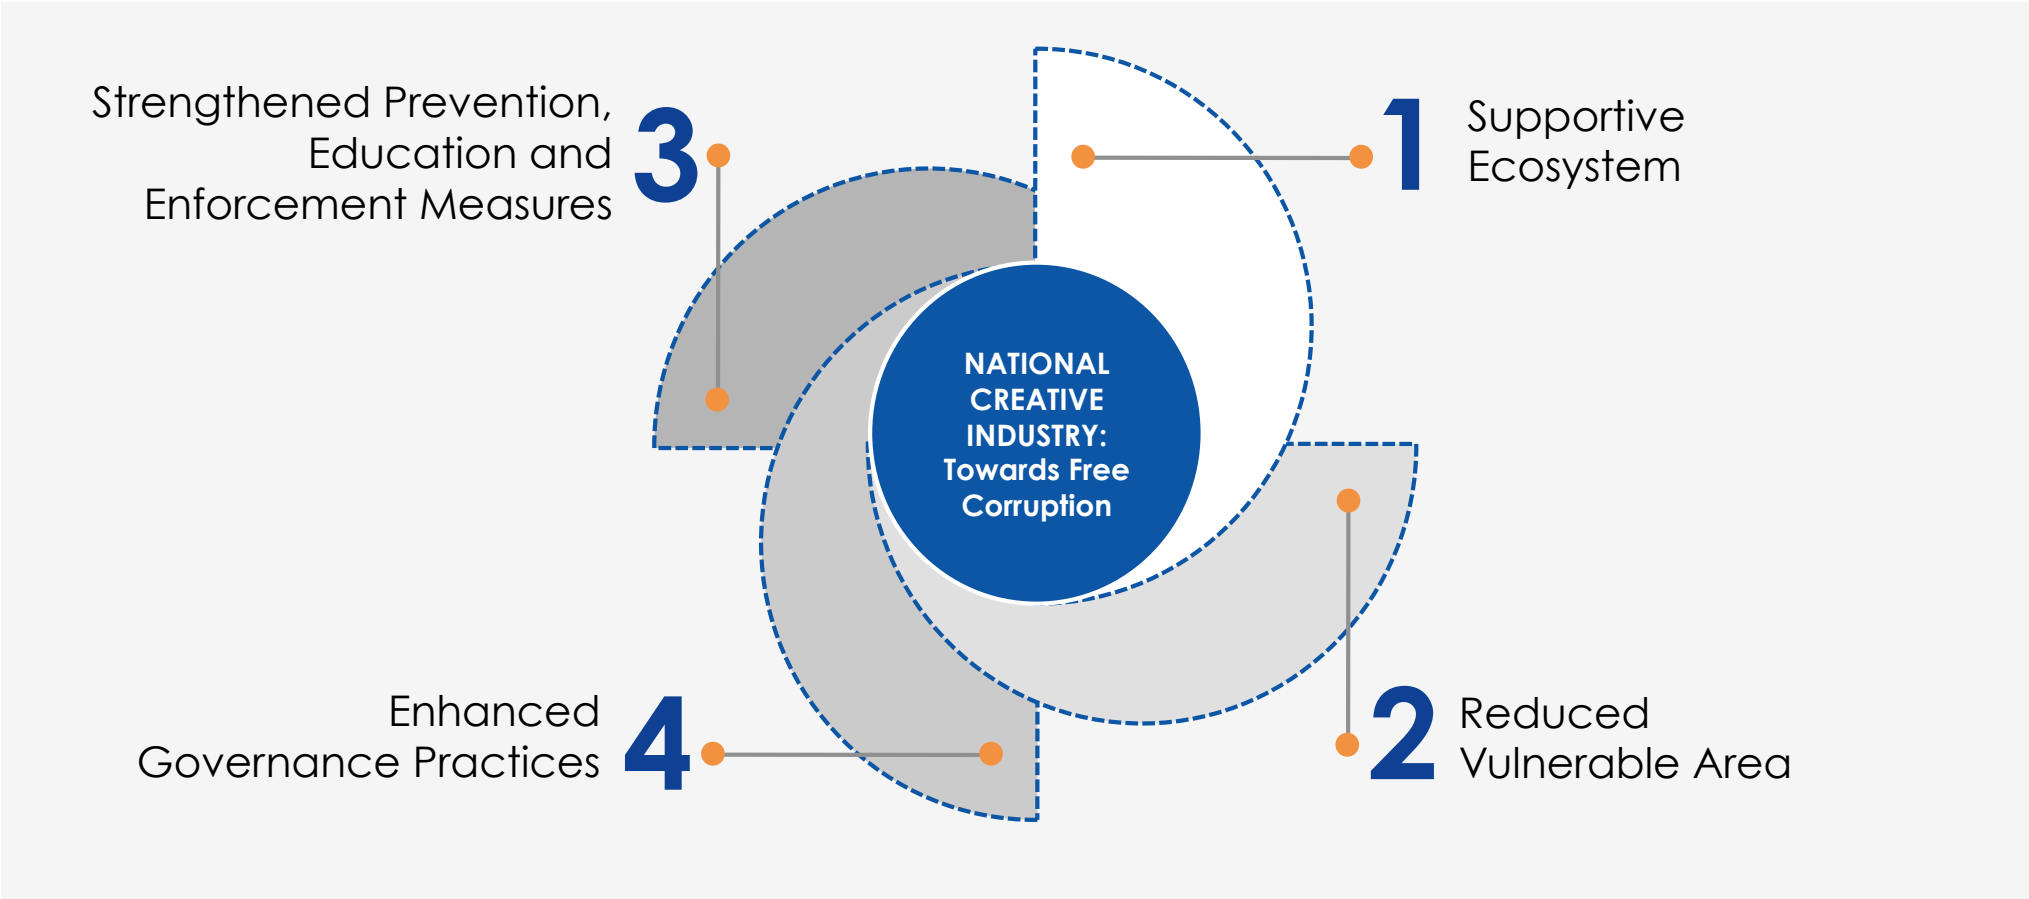 1
Supportive
Ecosystem
2
Reduced
Vulnerable Area
3
Strengthened Prevention,
Education and
Enforcement Measures
4
Enhanced
Governance Practices
NATIONAL
CREATIVE
INDUSTRY:
Towards Free
Corruption